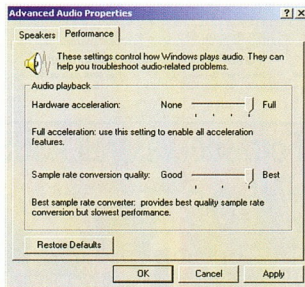 Advanced Audio Properties
Speakers Performance
These settings control how Windows plays audio. They can
help you troubleshoot audio-related problems.
Audio playback
Hardware acceleration: None Full
Full acceleration: use this setting to enable all acceleration
features.
Sample rate conversion quality: Good Best
Best sample rate converter: provides best quality sample rate
conversion but slowest performance.
Restore Defaults
OK Cancel Apply